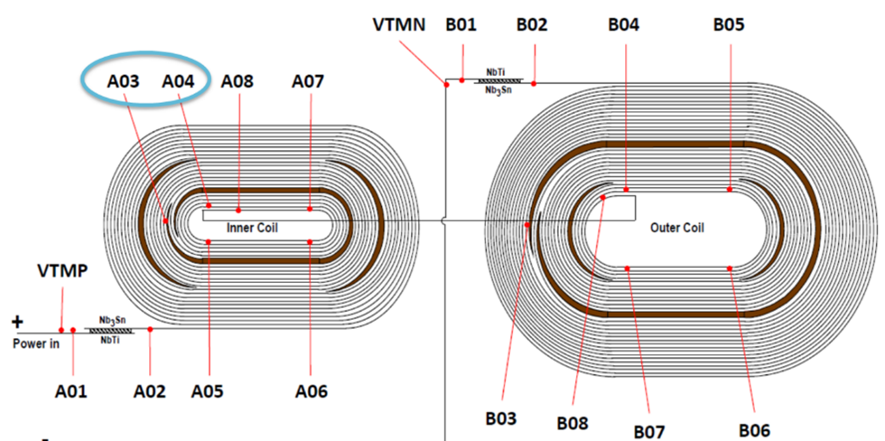 VTMN B01 B02 B04 B05
NbTi
Nb3Sn
A03 A04 A08 A07
Inner Coil
Outer Coil
VTMP
+
Nb3Sn
Power in
NbTi
A01 A02 A05 A06
B03 B08 B07 B06
-